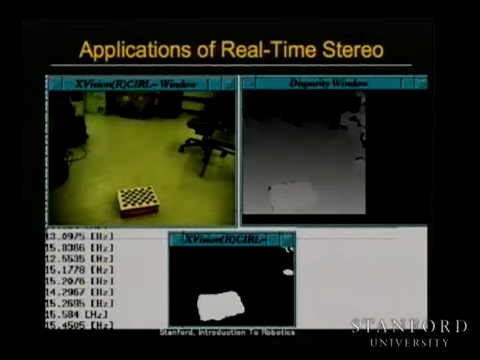 Applications of Real-Time Stereo
XVision(R)CIRL- Window
Disparity Window
13.0975 [Hz]
15.8366 [Hz]
12.5535 [Hz]
15.1778 [Hz]
15.2076 [Hz]
14.2967 [Hz]
15.2695 [Hz]
15.584 [Hz]
15.4505 [Hz]
XVision(R)CIRL-
Stanford, Introduction To Robotics
STANFORD
UNIVERSITY